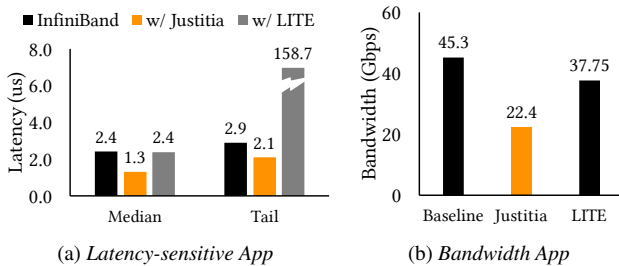 InfiniBand w/ Justitia w/ LITE
Latency (us)
8.0
6.0
4.0
2.0
0.0
2.4
1.3
2.4
2.9
2.1
158.7
Median
Tail
(a) Latency-sensitive App
Bandwidth (Gbps)
60
40
20
0
45.3
22.4
37.75
Baseline
Justitia
LITE
(b) Bandwidth App